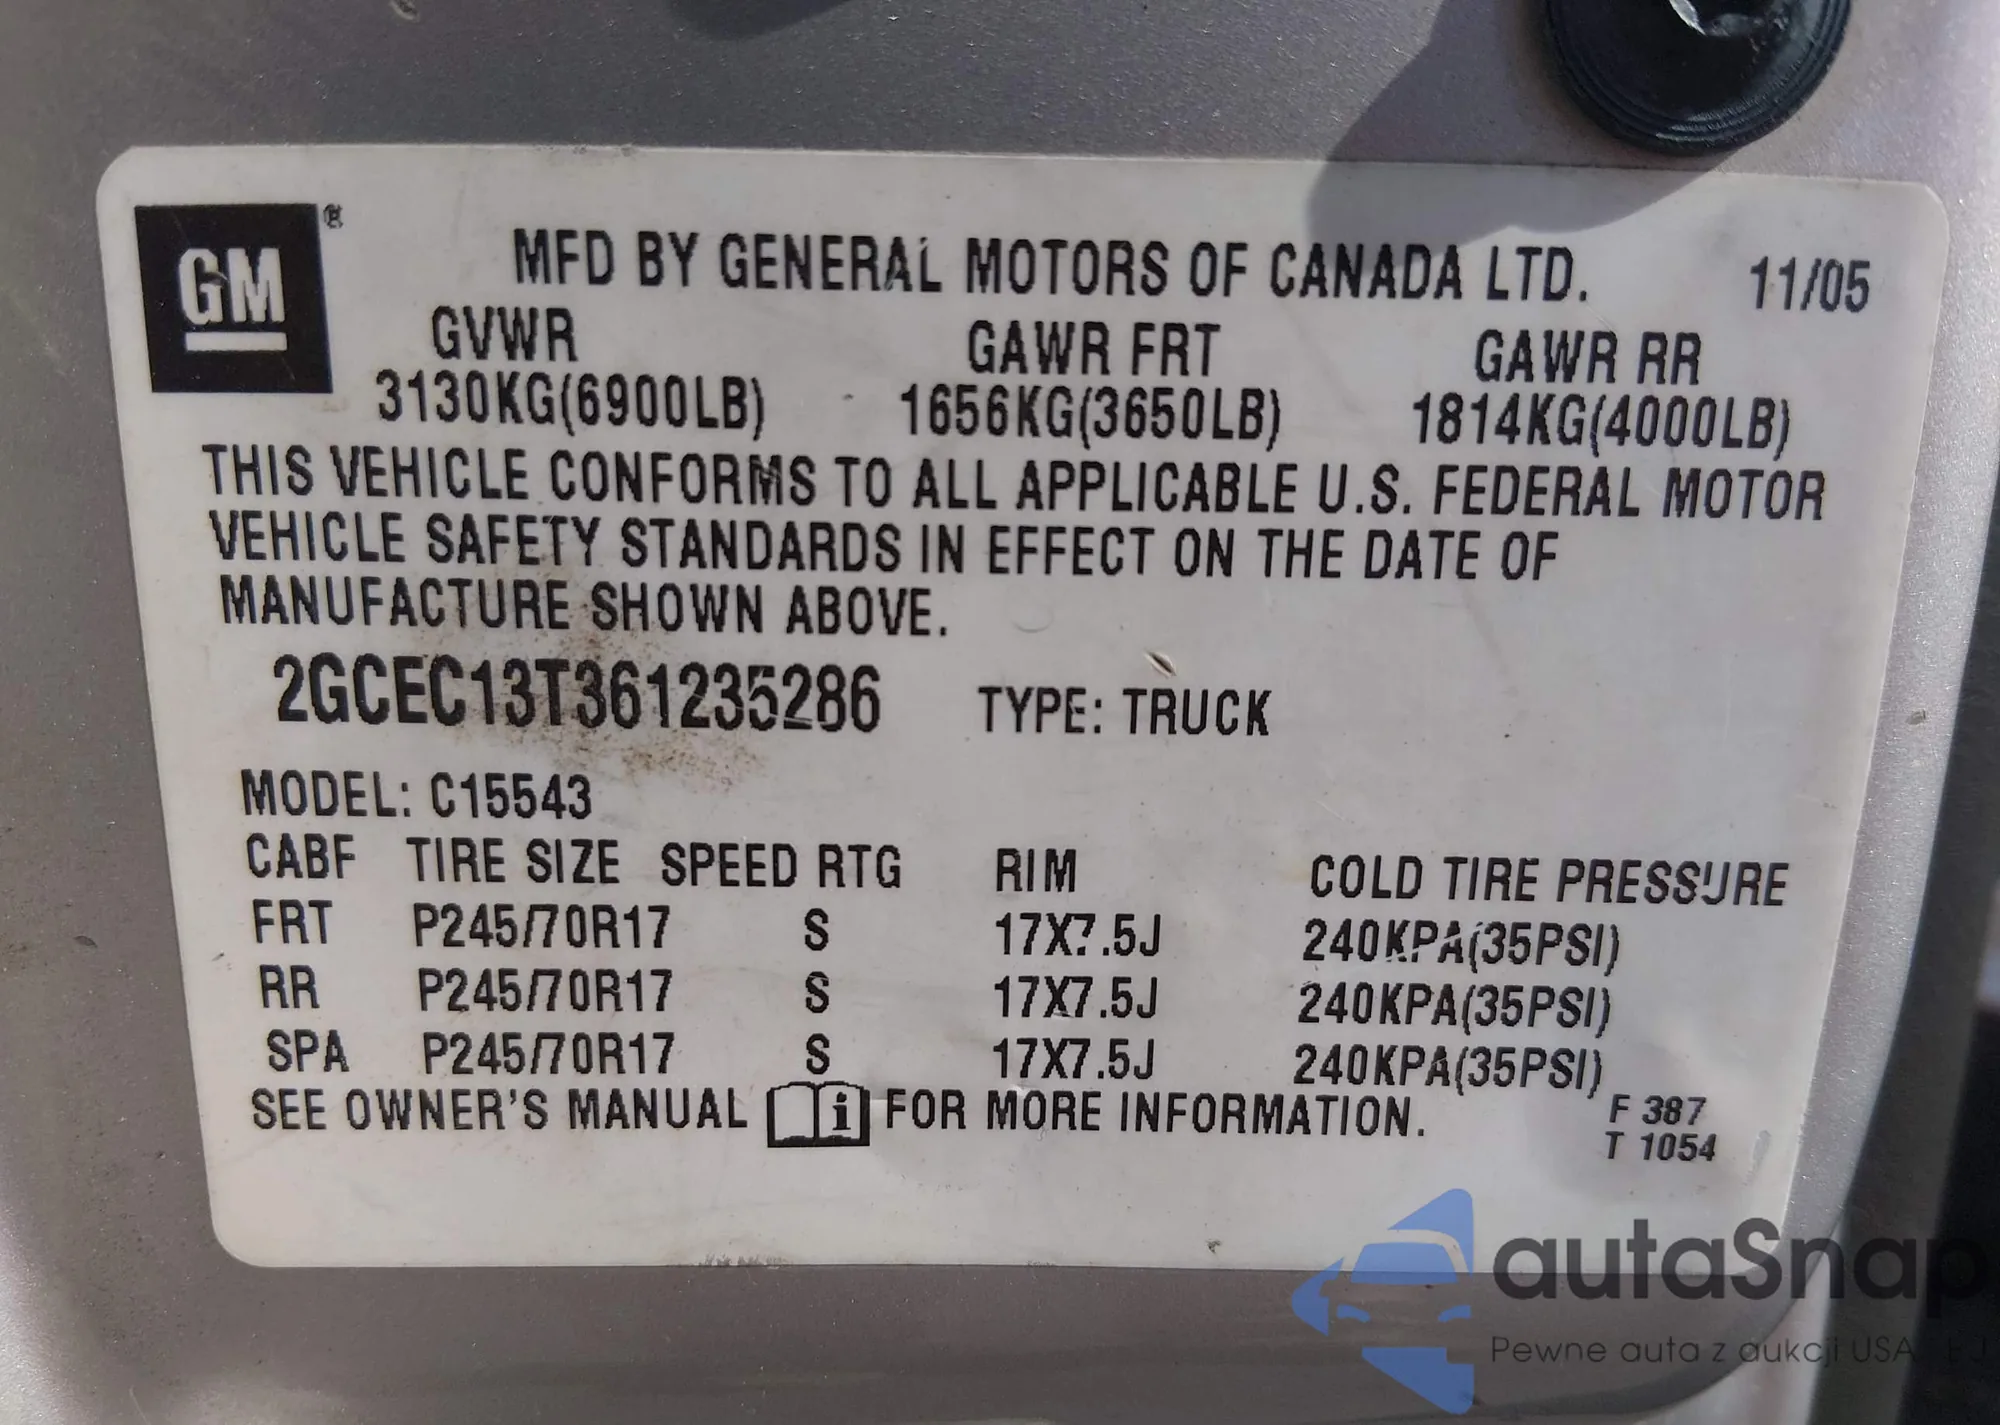 GM ®
MFD BY GENERAL MOTORS OF CANADA LTD. 11/05
GVWR GAWR FRT GAWR RR
3130KG(6900LB) 1656KG(3650LB) 1814KG(4000LB)
THIS VEHICLE CONFORMS TO ALL APPLICABLE U.S. FEDERAL MOTOR
VEHICLE SAFETY STANDARDS IN EFFECT ON THE DATE OF
MANUFACTURE SHOWN ABOVE.
2GCEC13T361235286 TYPE: TRUCK
MODEL: C15543
CABF TIRE SIZE SPEED RTG RIM COLD TIRE PRESSURE
FRT P245/70R17 S 17X7.5J 240KPA(35PSI)
RR P245/70R17 S 17X7.5J 240KPA(35PSI)
SPA P245/70R17 S 17X7.5J 240KPA(35PSI)
SEE OWNER'S MANUAL i FOR MORE INFORMATION.
F 387
T 1054
autaSnap
Pewne auta z aukcji USA